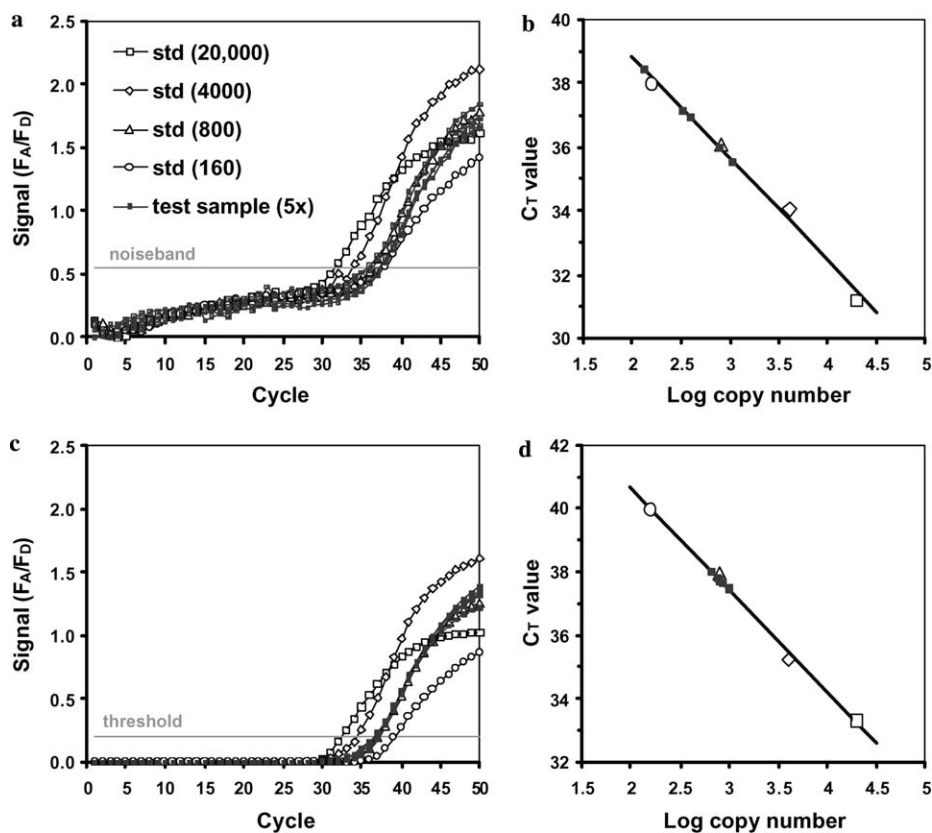 a
2.5
2.0
1.5
1.0
0.5
0.0
Signal (FA/FD)
std (20,000)
std (4000)
std (800)
std (160)
test sample (5x)
noiseband
0 5 10 15 20 25 30 35 40 45 50
Cycle
b
40
38
36
34
32
30
CT value
1.5 2 2.5 3 3.5 4 4.5 5
Log copy number
c
2.5
2.0
1.5
1.0
0.5
0.0
Signal (FA/FD)
threshold
0 5 10 15 20 25 30 35 40 45 50
Cycle
d
42
40
38
36
34
32
CT value
1.5 2 2.5 3 3.5 4 4.5 5
Log copy number